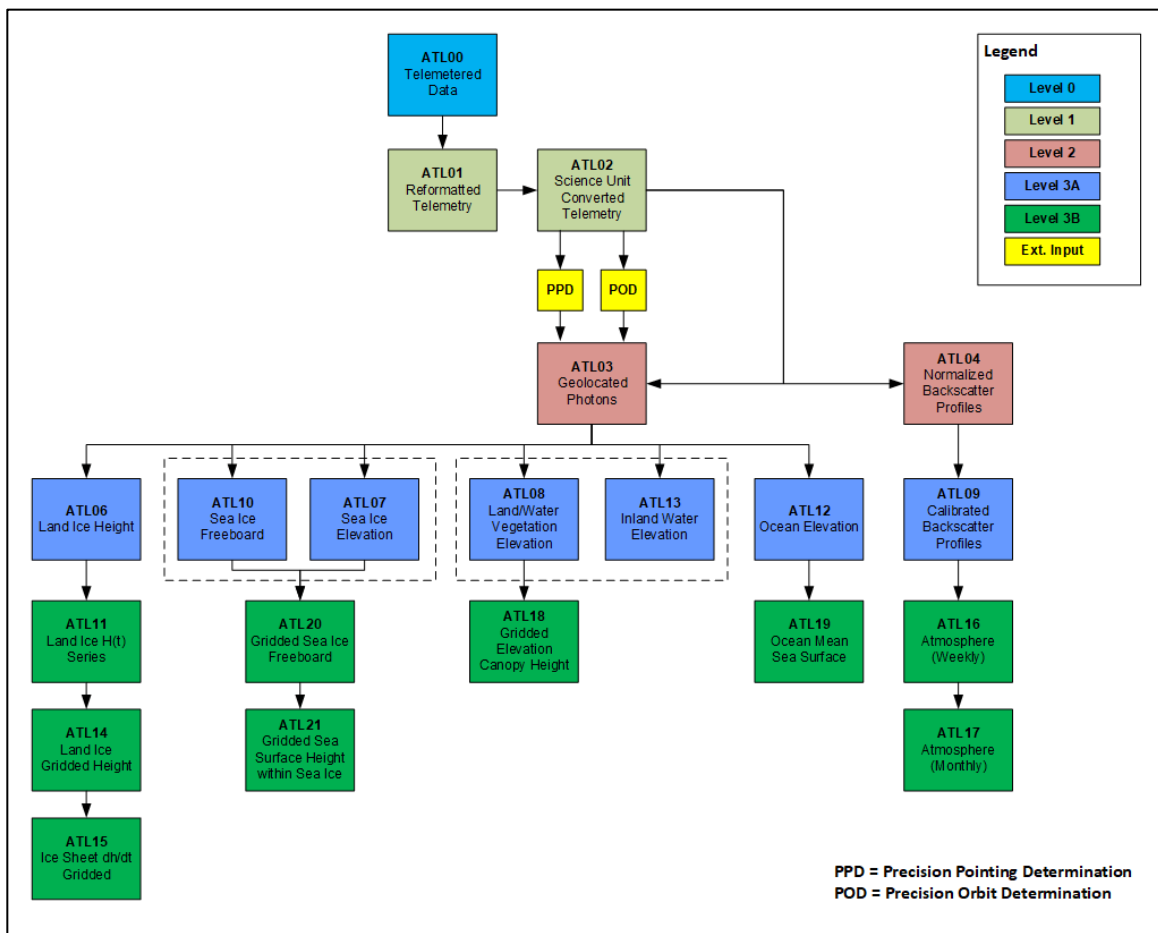 ATL00
Telemetered
Data
Legend
Level 0
Level 1
Level 2
Level 3A
Level 3B
Ext. Input
ATL01
Reformatted
Telemetry
ATL02
Science Unit
Converted
Telemetry
PPD
POD
ATL03
Geolocated
Photons
ATL04
Normalized
Backscatter
Profiles
ATL06
Land Ice Height
ATL10
Sea Ice
Freeboard
ATL07
Sea Ice
Elevation
ATL08
Land/Water
Vegetation
Elevation
ATL13
Inland Water
Elevation
ATL12
Ocean Elevation
ATL09
Calibrated
Backscatter
Profiles
ATL11
Land Ice H(t)
Series
ATL20
Gridded Sea Ice
Freeboard
ATL18
Gridded
Elevation
Canopy Height
ATL19
Ocean Mean
Sea Surface
ATL16
Atmosphere
(Weekly)
ATL14
Land Ice
Gridded Height
ATL21
Gridded Sea
Surface Height
within Sea Ice
ATL17
Atmosphere
(Monthly)
ATL15
Ice Sheet dh/dt
Gridded
PPD = Precision Pointing Determination
POD = Precision Orbit Determination